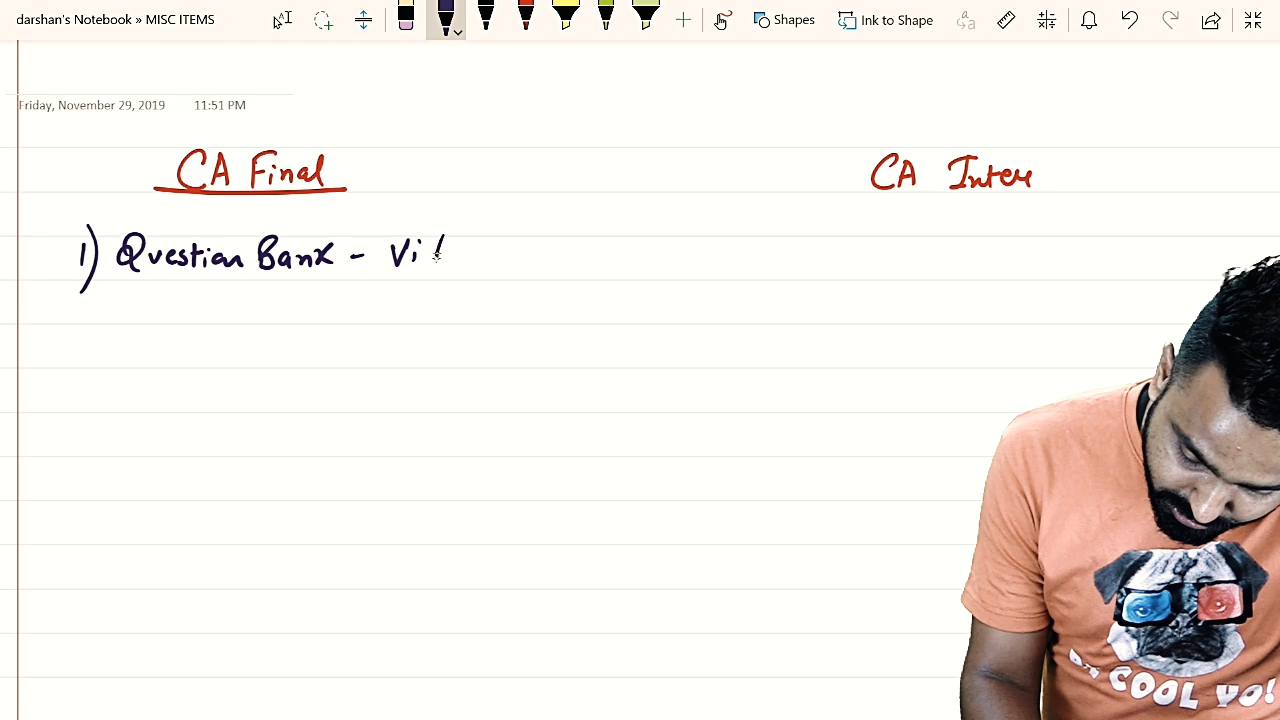 darshan's Notebook » MISC ITEMS
Shapes
Ink to Shape
Friday, November 29, 2019 11:51 PM
CA Final
CA Inter
1) Question Bank - Vi
COOL YO!